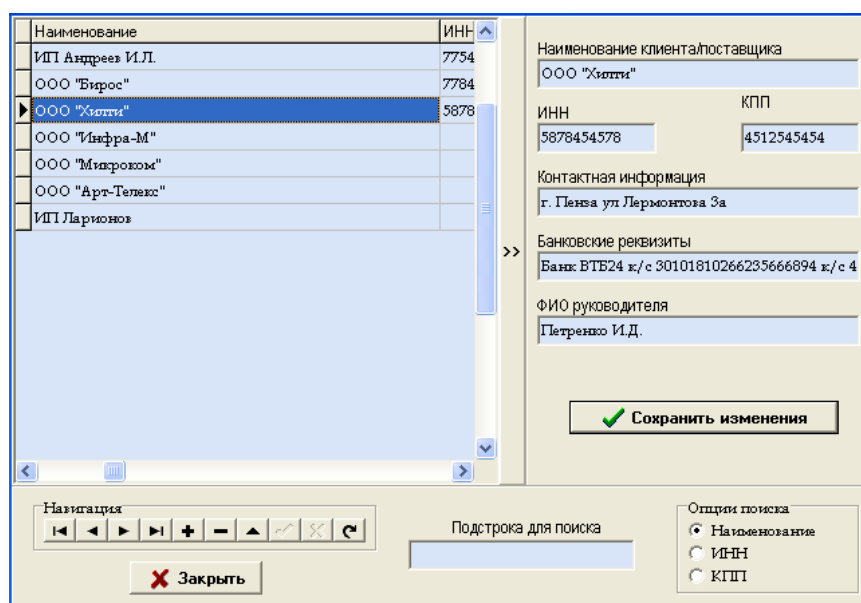 Наименование ИНН
ИП Андреев И.Л. 7754
ООО "Бирос" 7784
ООО "Хилти" 5878
ООО "Инфра-М"
ООО "Микроком"
ООО "Арт-Телекс"
ИП Ларионов
>>
Наименование клиента/поставщика
ООО "Хилти"
ИНН КПП
5878454578 4512545454
Контактная информация
г. Пенза ул Лермонтова 3а
Банковские реквизиты
Банк ВТБ24 к/с 30101810266235666894 к/с 4
ФИО руководителя
Петренко И.Д.
Сохранить изменения
Навигация
Закрыть
Подстрока для поиска
Опции поиска
Наименование
ИНН
КПП